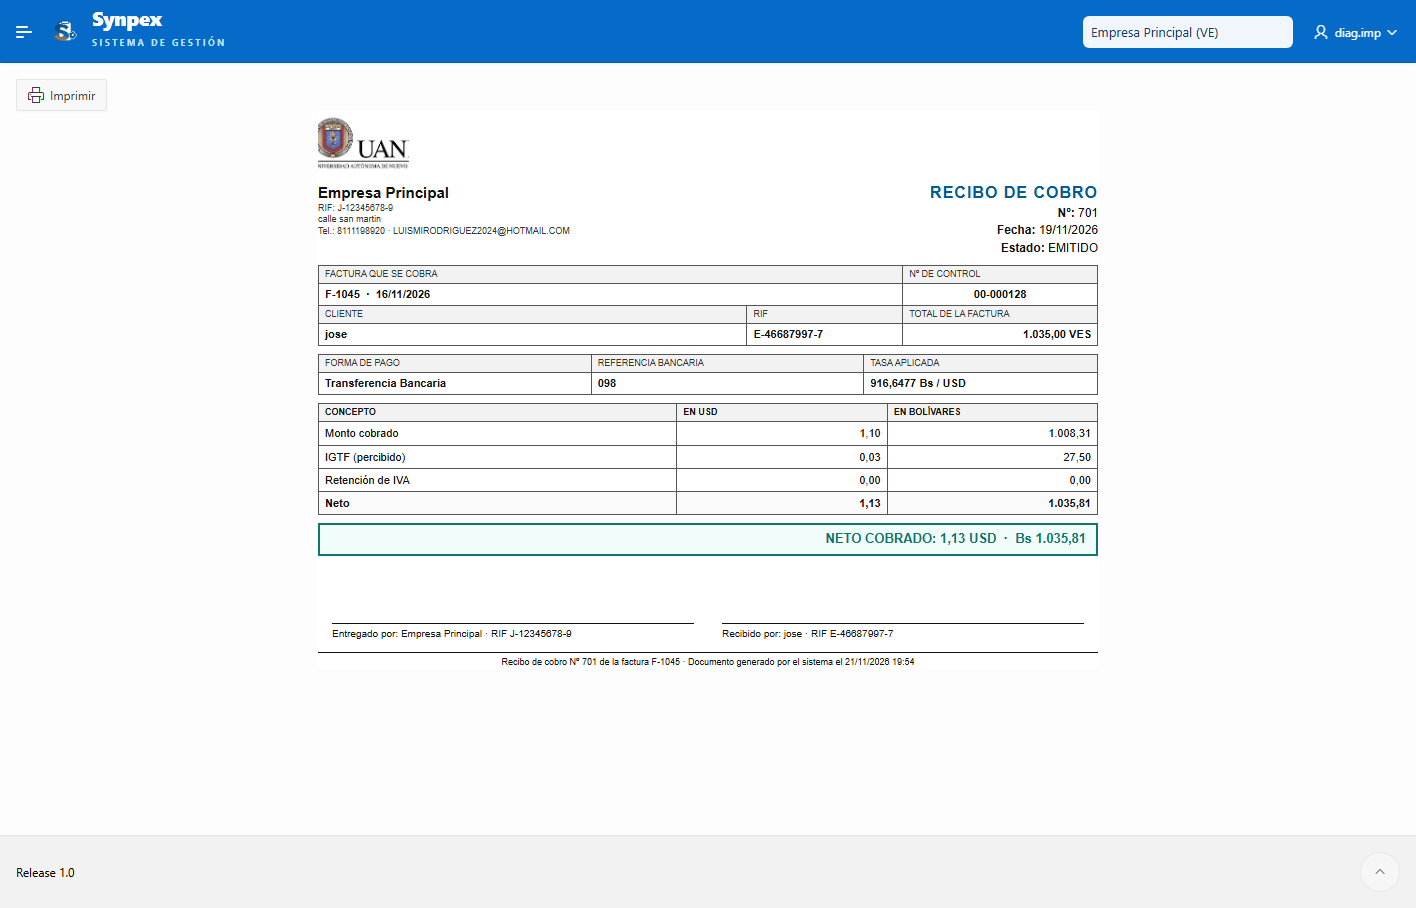 Synpex
SISTEMA DE GESTIÓN
Empresa Principal (VE)
diag.imp
Imprimir
UAN
Empresa Principal
RIF: J-12345678-9
calle san martin
Tel.: 8111198920 · LUISMIRODRIGUEZ2024@HOTMAIL.COM
RECIBO DE COBRO
Nº: 701
Fecha: 19/11/2026
Estado: EMITIDO
FACTURA QUE SE COBRA Nº DE CONTROL
F-1045 · 16/11/2026 00-000128
CLIENTE RIF TOTAL DE LA FACTURA
jose E-46687997-7 1.035,00 VES
FORMA DE PAGO REFERENCIA BANCARIA TASA APLICADA
Transferencia Bancaria 098 916,6477 Bs / USD
CONCEPTO EN USD EN BOLÍVARES
Monto cobrado 1,10 1.008,31
IGTF (percibido) 0,03 27,50
Retención de IVA 0,00 0,00
Neto 1,13 1.035,81
NETO COBRADO: 1,13 USD · Bs 1.035,81
Entregado por: Empresa Principal · RIF J-12345678-9
Recibido por: jose · RIF E-46687997-7
Recibo de cobro Nº 701 de la factura F-1045 · Documento generado por el sistema el 21/11/2026 19:54
Release 1.0